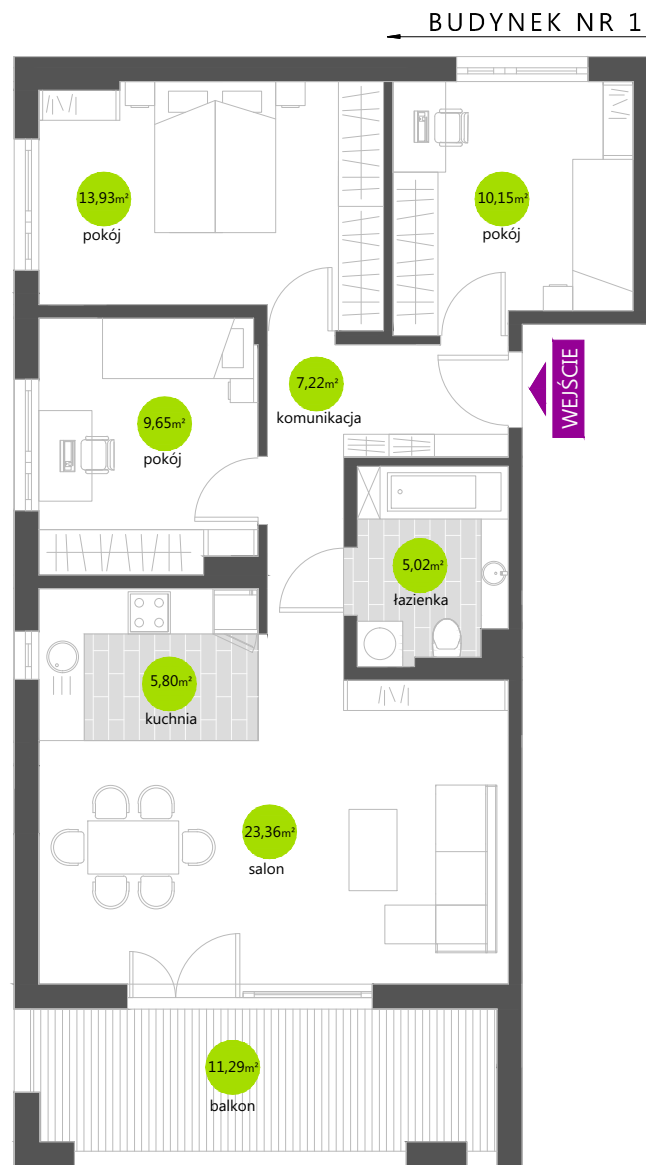 BUDYNEK NR 1
13,93m²
pokój
10,15m²
pokój
7,22m²
komunikacja
WEJŚCIE
9,65m²
pokój
5,02m²
łazienka
5,80m²
kuchnia
23,36m²
salon
11,29m²
balkon